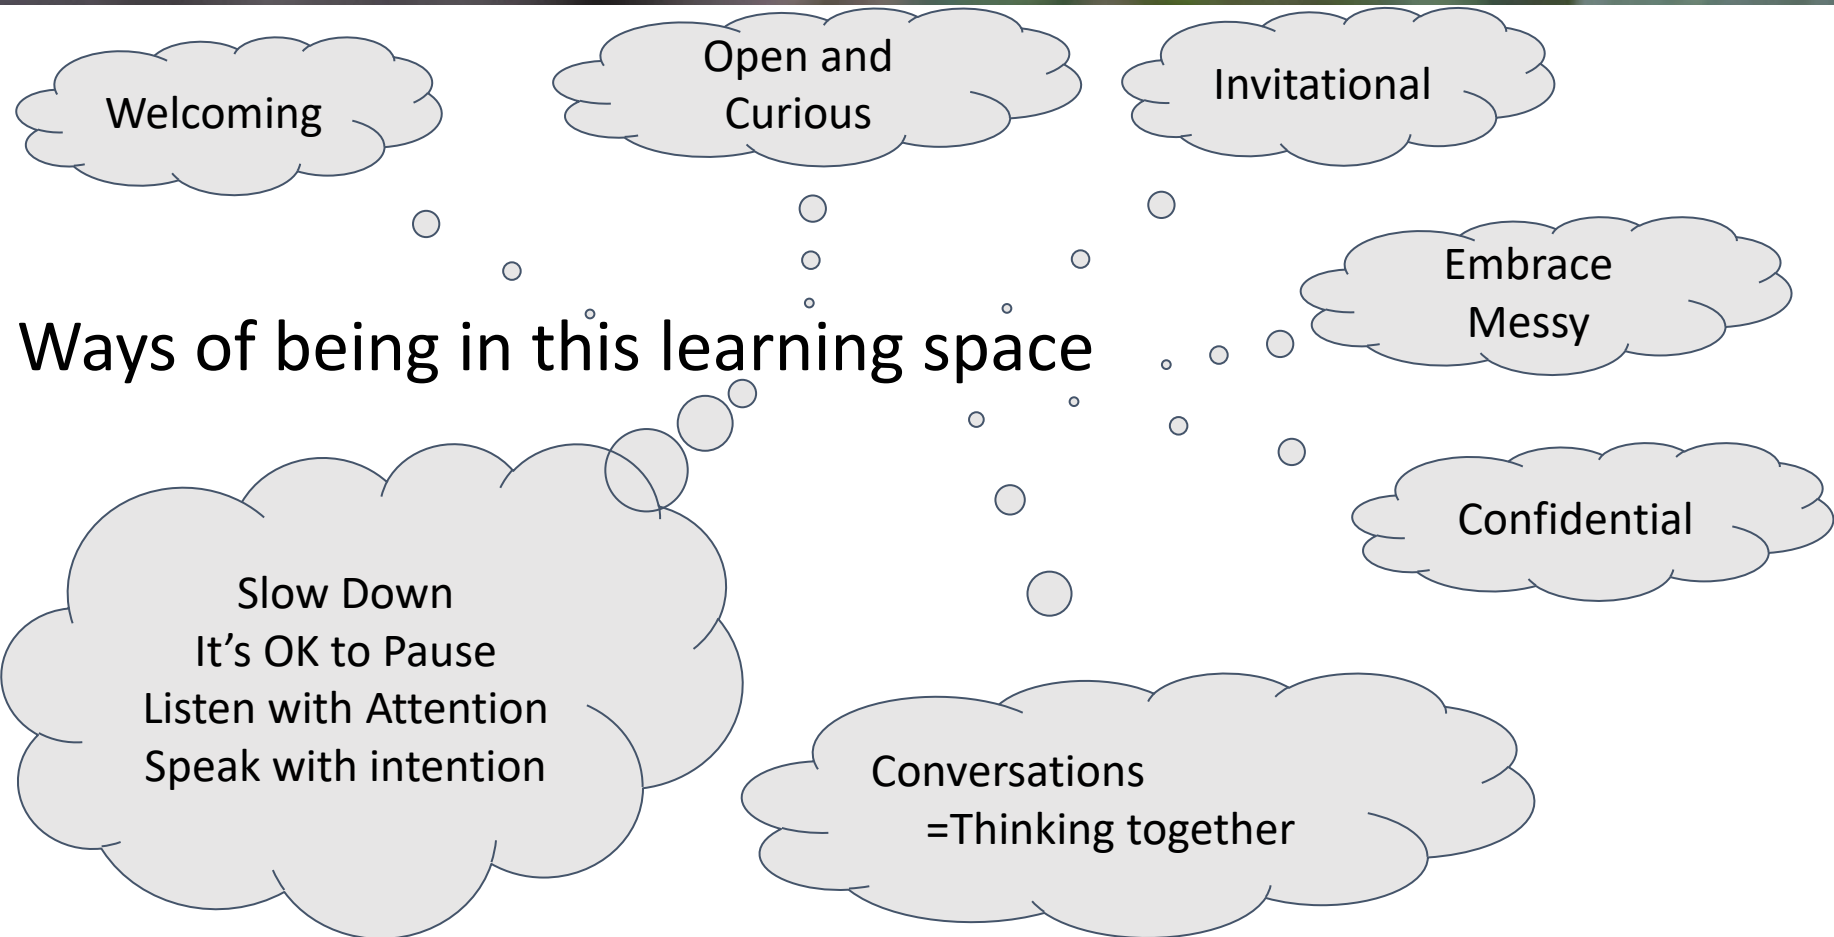 Welcoming
Open and
Curious
Invitational
Embrace
Messy
Ways of being in this learning space
Confidential
Slow Down
It’s OK to Pause
Listen with Attention
Speak with intention
Conversations
=Thinking together